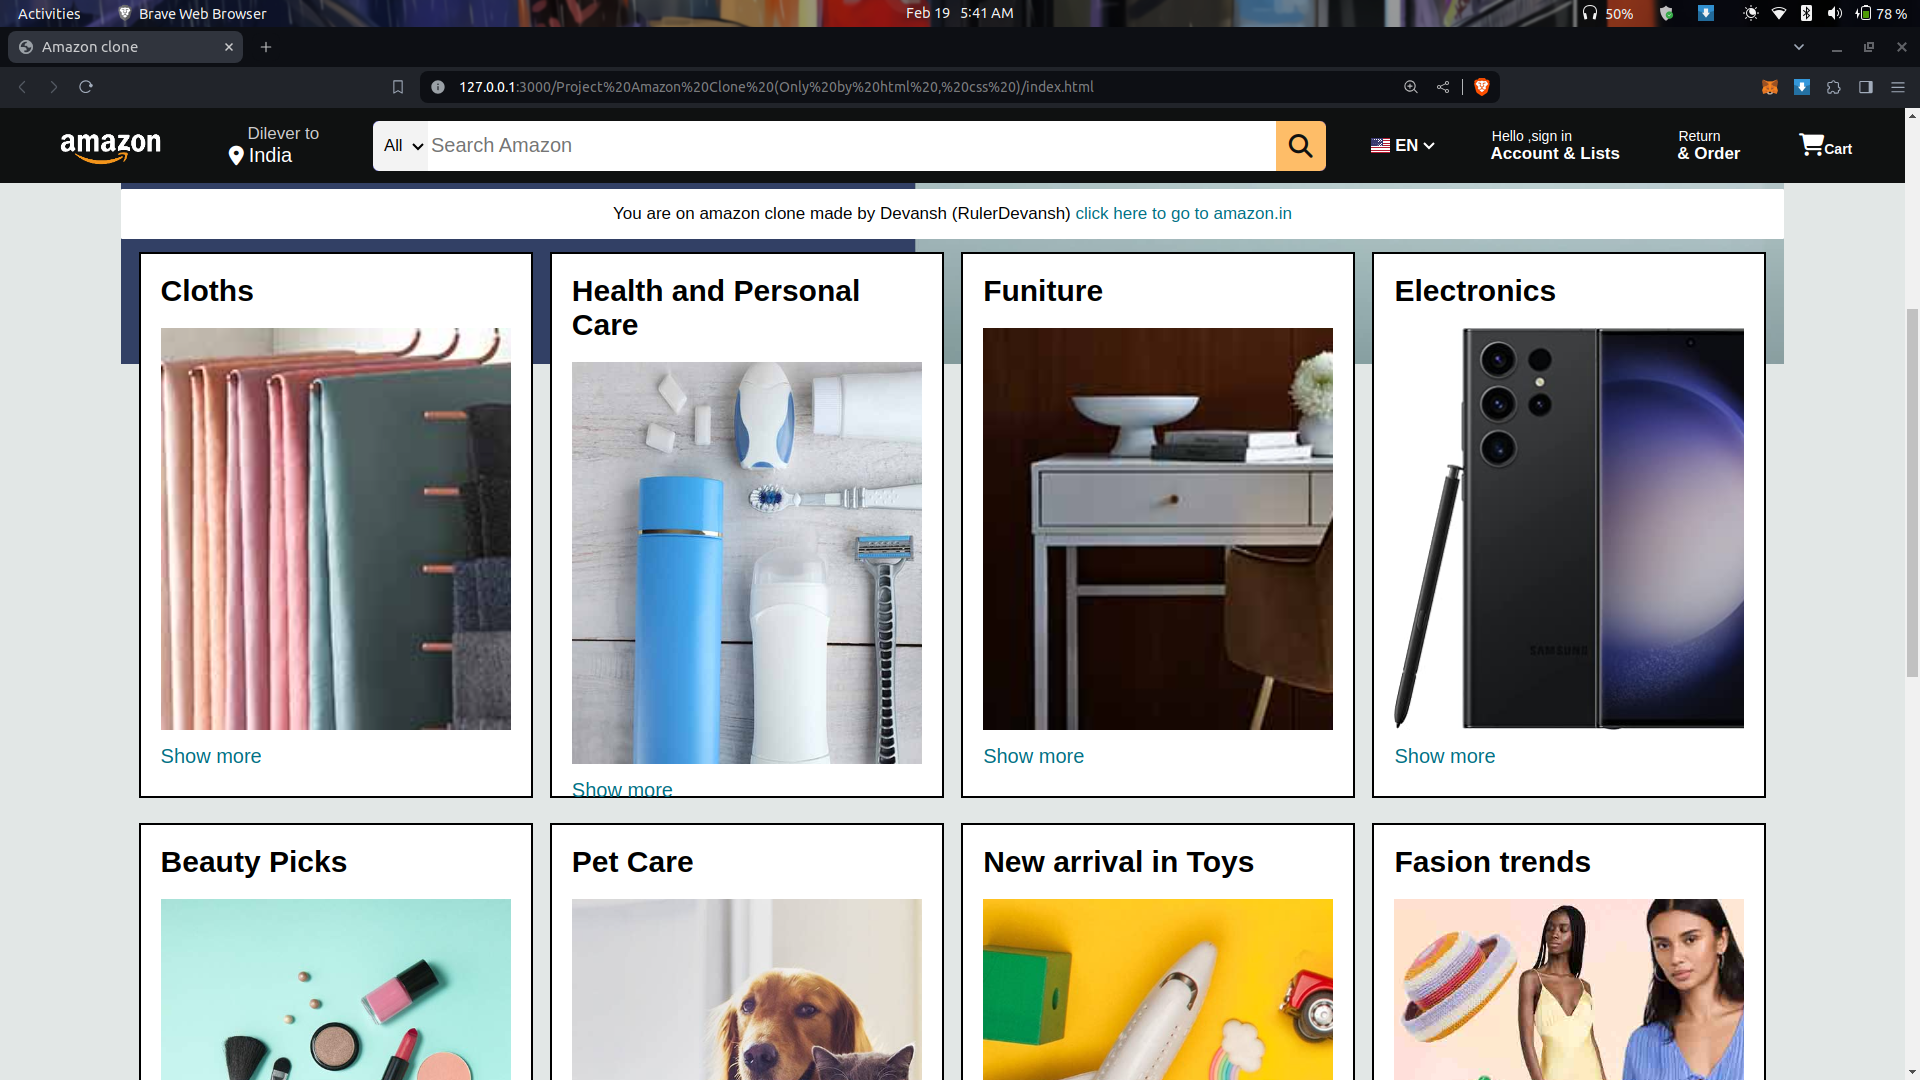 Activities
Brave Web Browser
Feb 19 5:41 AM
50%
78 %
Amazon clone
127.0.0.1:3000/Project%20Amazon%20Clone%20(Only%20by%20html%20,%20css%20)/index.html
amazon
Dilever to
India
All
Search Amazon
EN
Hello ,sign in
Account & Lists
Return
& Order
Cart
You are on amazon clone made by Devansh (RulerDevansh) click here to go to amazon.in
Cloths
Health and Personal
Care
Funiture
Electronics
SAMSUNG
Show more
Show more
Show more
Show more
Beauty Picks
Pet Care
New arrival in Toys
Fasion trends